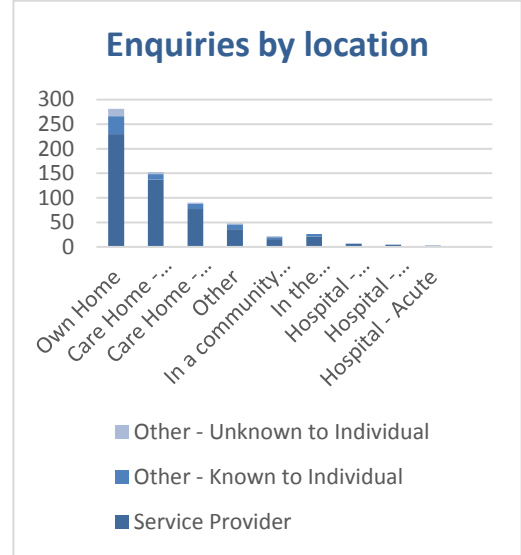 Enquiries by location
300
250
200
150
100
50
0
Own Home
Care Home -...
Care Home -...
Other
In a community...
In the...
Hospital -...
Hospital -...
Hospital - Acute
Other - Unknown to Individual
Other - Known to Individual
Service Provider